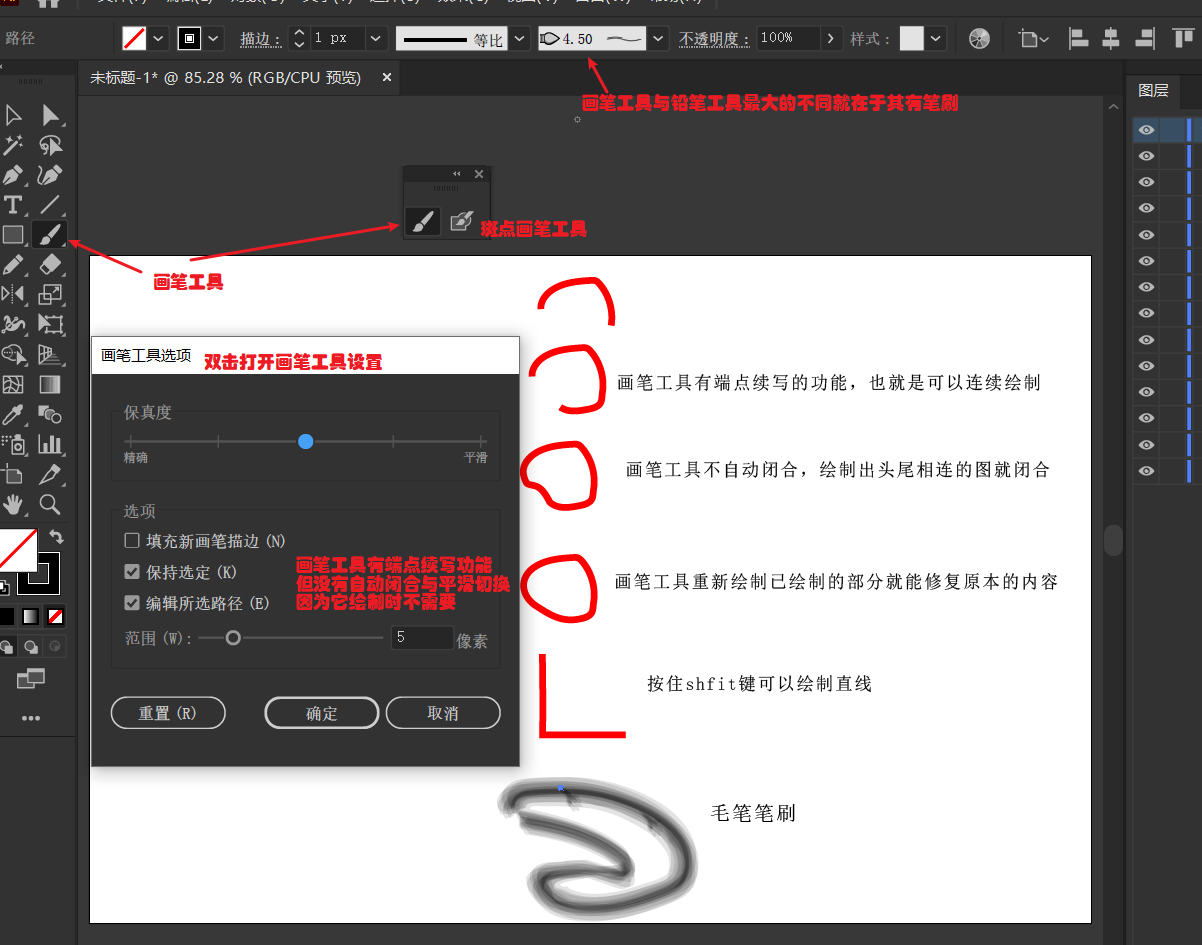 路径
描边：
1 px
等比
4.50
不透明度：
100%
样式：
未标题-1* @ 85.28 % (RGB/CPU 预览)
×
图层
画笔工具与铅笔工具最大的不同就在于其有笔刷
斑点画笔工具
画笔工具
画笔工具选项
双击打开画笔工具设置
保真度
精确
平滑
选项
填充新画笔描边 (N)
保持选定 (K)
编辑所选路径 (E)
画笔工具有端点续写功能
但没有自动闭合与平滑切换
因为它绘制时不需要
范围 (W)：
5
像素
重置 (R)
确定
取消
画笔工具有端点续写的功能，也就是可以连续绘制
画笔工具不自动闭合，绘制出头尾相连的图就闭合
画笔工具重新绘制已绘制的部分就能修复原本的内容
按住shfit键可以绘制直线
毛笔笔刷